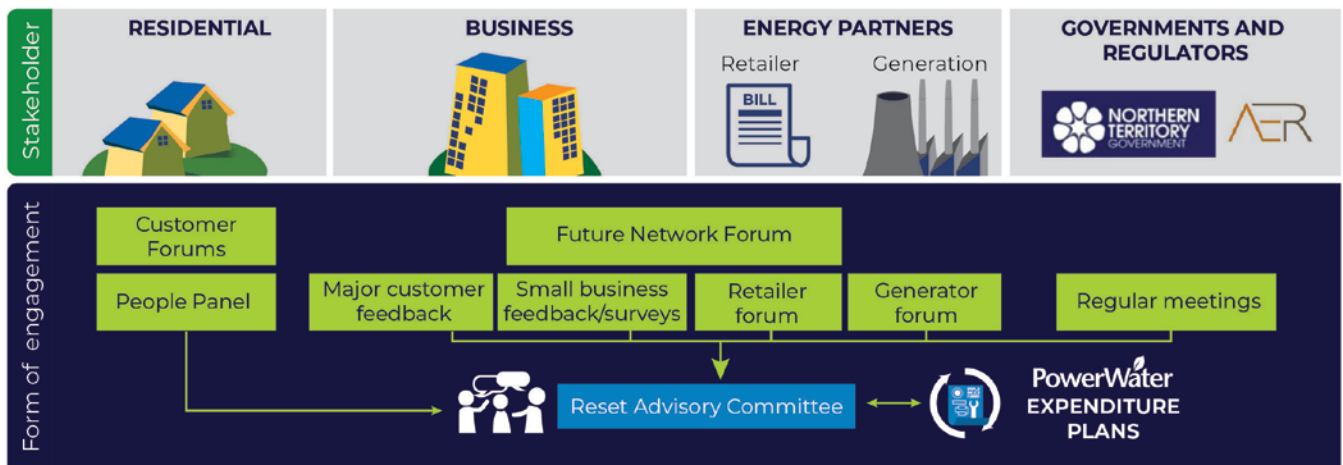 Stakeholder
RESIDENTIAL
BUSINESS
ENERGY PARTNERS
Retailer
Generation
BILL
GOVERNMENTS AND
REGULATORS
NORTHERN
TERRITORY
GOVERNMENT
AER
Form of engagement
Customer
Forums
People Panel
Future Network Forum
Major customer
feedback
Small business
feedback/surveys
Retailer
forum
Generator
forum
Regular meetings
Reset Advisory Committee
PowerWater
EXPENDITURE
PLANS